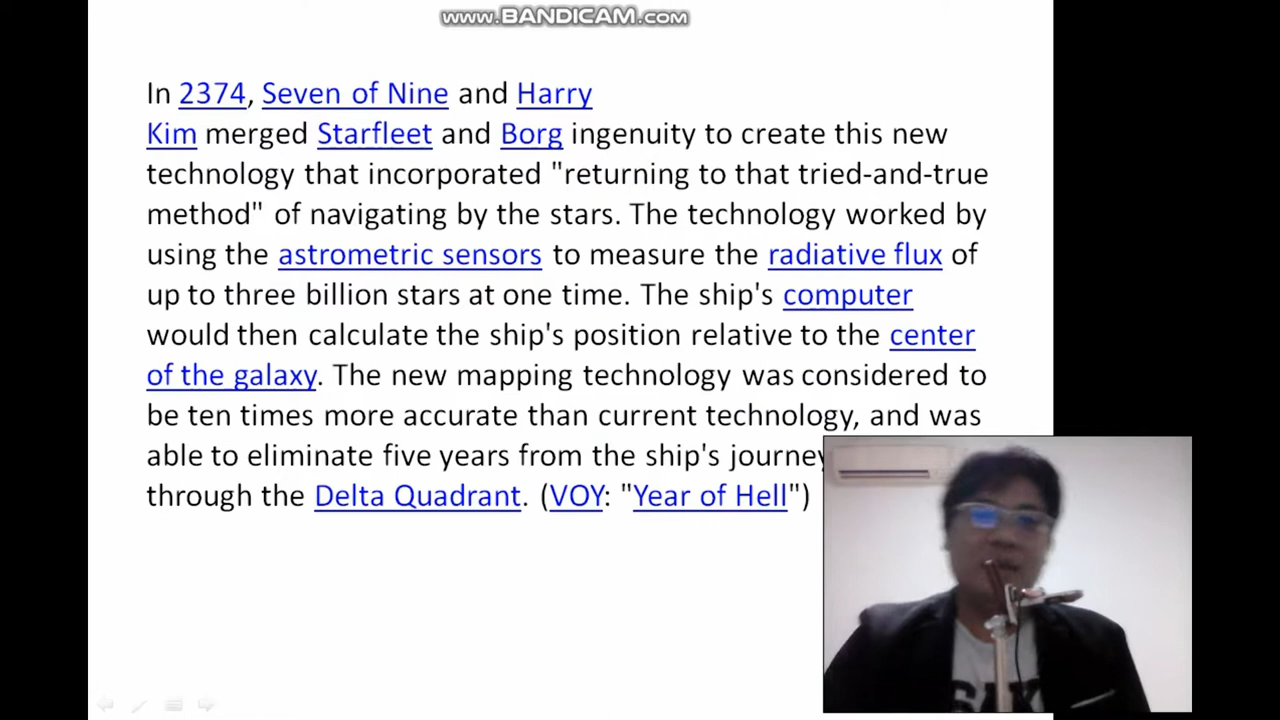 www.BANDICAM.com
In 2374, Seven of Nine and Harry
Kim merged Starfleet and Borg ingenuity to create this new
technology that incorporated "returning to that tried-and-true
method" of navigating by the stars. The technology worked by
using the astrometric sensors to measure the radiative flux of
up to three billion stars at one time. The ship's computer
would then calculate the ship's position relative to the center
of the galaxy. The new mapping technology was considered to
be ten times more accurate than current technology, and was
able to eliminate five years from the ship's journey
through the Delta Quadrant. (VOY: "Year of Hell")